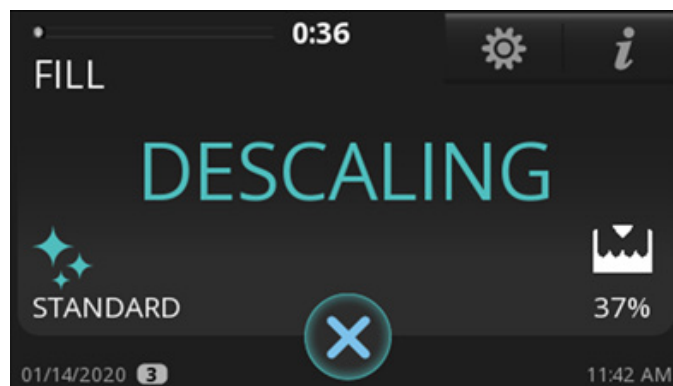 0:36
FILL
DESCALING
STANDARD
37%
01/14/2020 3
11:42 AM